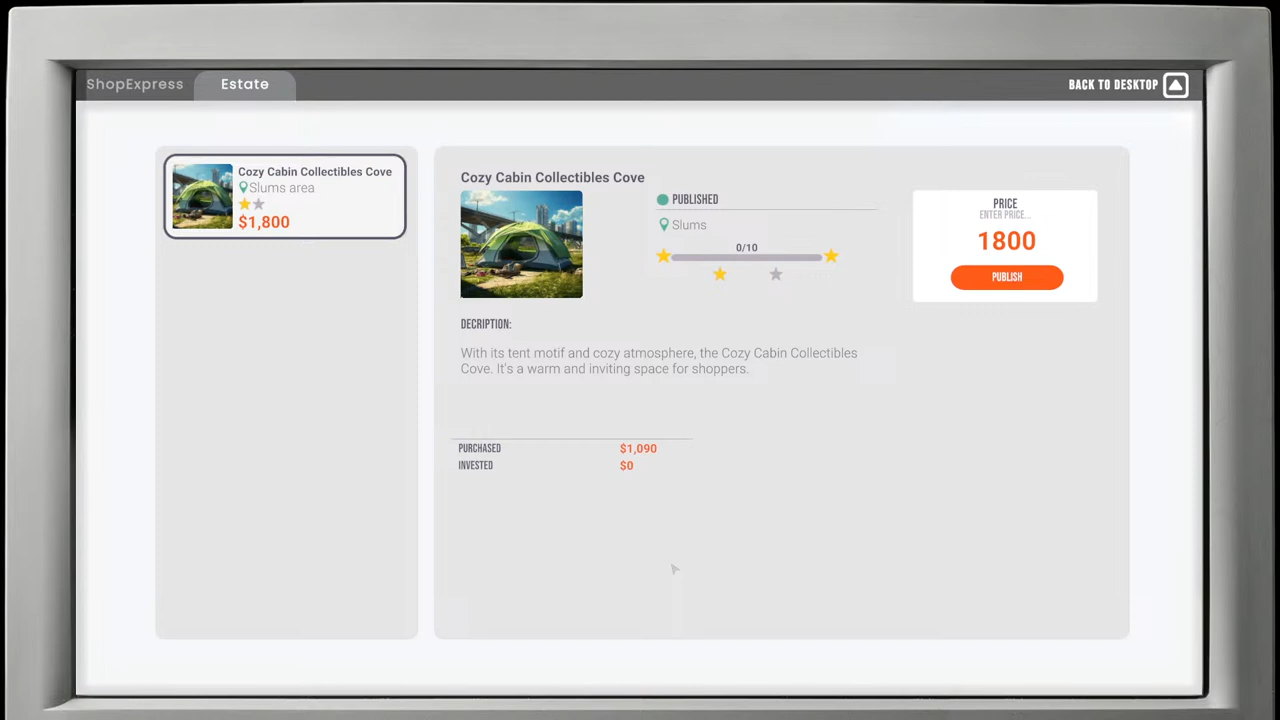 ShopExpress
Estate
BACK TO DESKTOP
Cozy Cabin Collectibles Cove
Slums area
$1,800
Cozy Cabin Collectibles Cove
PUBLISHED
Slums
0/10
PRICE
ENTER PRICE...
1800
PUBLISH
DECRIPTION:
With its tent motif and cozy atmosphere, the Cozy Cabin Collectibles
Cove. It's a warm and inviting space for shoppers.
PURCHASED $1,090
INVESTED $0